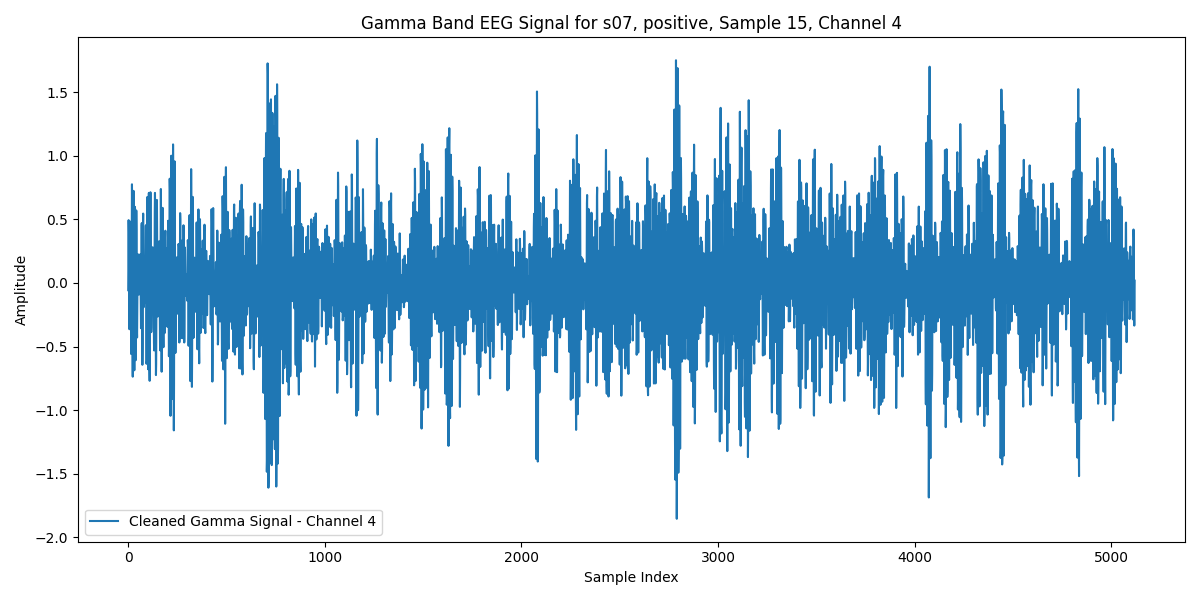 Gamma Band EEG Signal for s07, positive, Sample 15, Channel 4
Amplitude
1.5
1.0
0.5
0.0
−0.5
−1.0
−1.5
−2.0
Cleaned Gamma Signal - Channel 4
0 1000 2000 3000 4000 5000
Sample Index